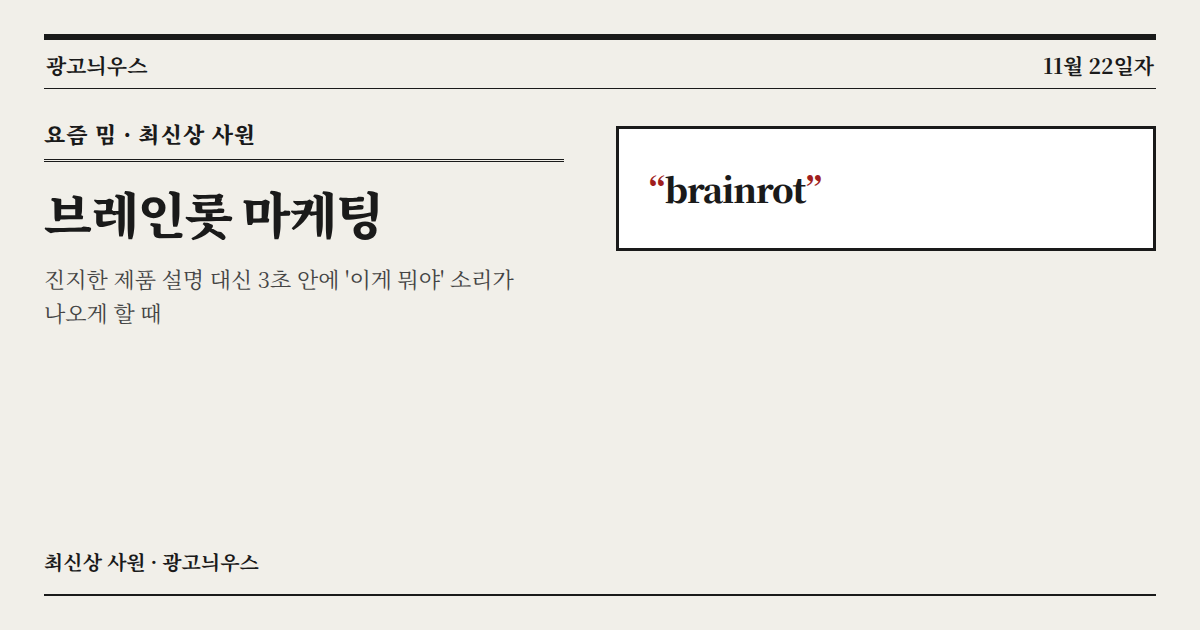 광고늬우스
11월 22일자
요즘 밈 · 최신상 사원
브레인롯 마케팅
진지한 제품 설명 대신 3초 안에 '이게 뭐야' 소리가
나오게 할 때
“brainrot”
최신상 사원 · 광고늬우스